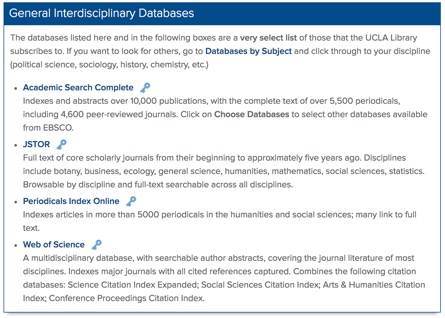 General Interdisciplinary Databases
The databases listed here and in the following boxes are a very select list of those that the UCLA Library
subscribes to. If you want to look for others, go to Databases by Subject and click through to your discipline
(political science, sociology, history, chemistry, etc.)
• Academic Search Complete
Indexes and abstracts over 10,000 publications, with the complete text of over 5,500 periodicals,
including 4,600 peer-reviewed journals. Click on Choose Databases to select other databases available
from EBSCO.
• JSTOR
Full text of core scholarly journals from their beginning to approximately five years ago. Disciplines
include botany, business, ecology, general science, humanities, mathematics, social sciences, statistics.
Browsable by discipline and full-text searchable across all disciplines.
• Periodicals Index Online
Indexes articles in more than 5000 periodicals in the humanities and social sciences; many link to full
text.
• Web of Science
A multidisciplinary database, with searchable author abstracts, covering the journal literature of most
disciplines. Indexes major journals with all cited references captured. Combines the following citation
databases: Science Citation Index Expanded; Social Sciences Citation Index; Arts & Humanities Citation
Index; Conference Proceedings Citation Index.